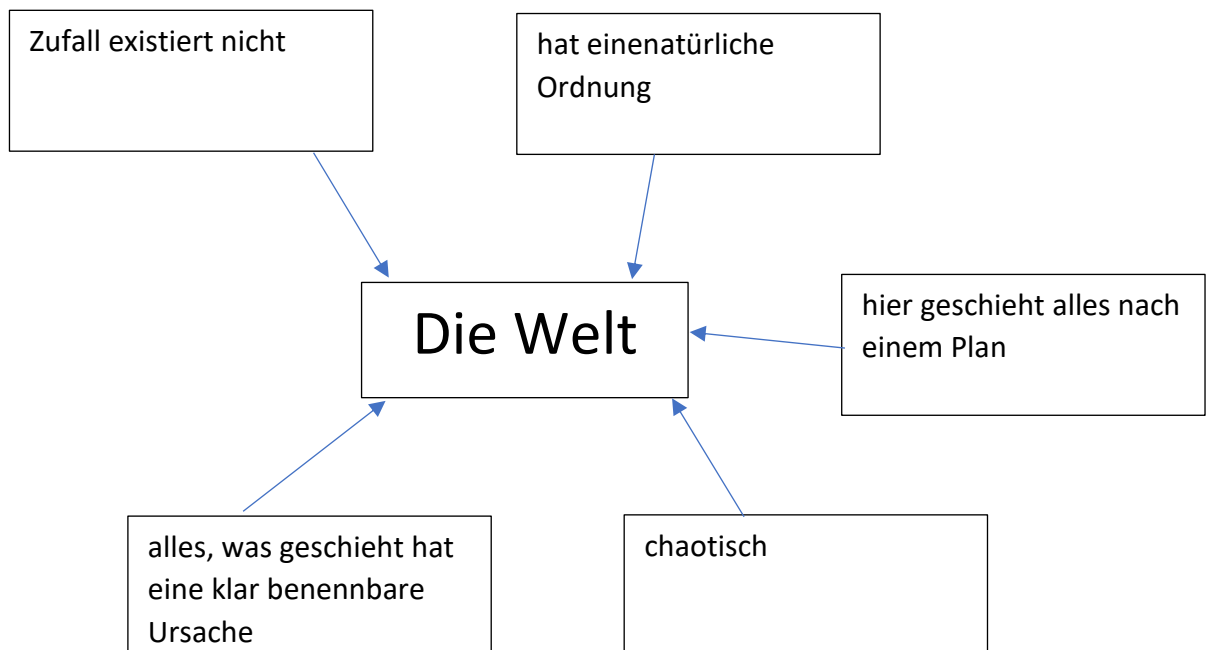 Zufall existiert nicht
hat einenatürliche
Ordnung
Die Welt
hier geschieht alles nach
einem Plan
alles, was geschieht hat
eine klar benennbare
Ursache
chaotisch